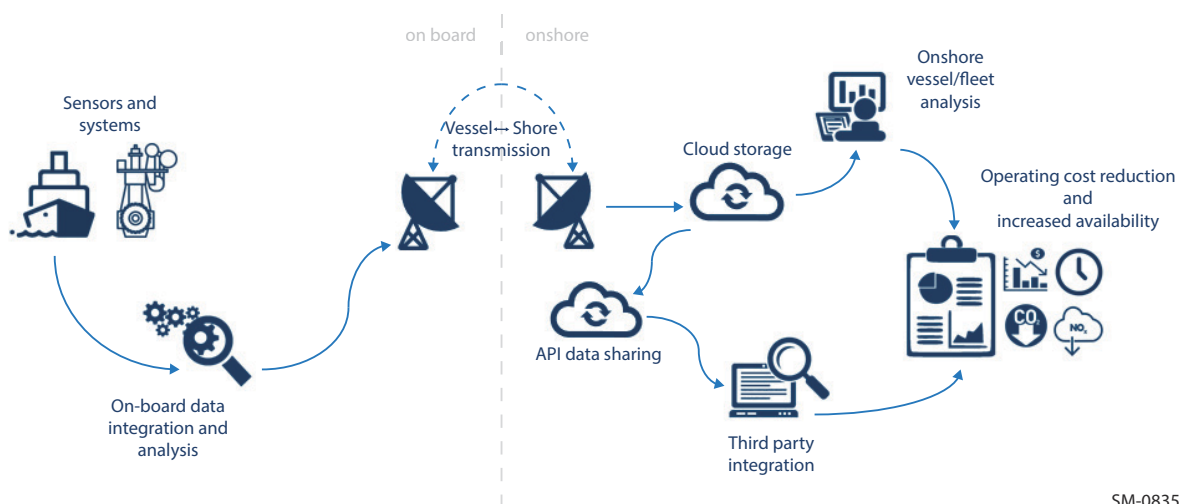 on board
onshore
Sensors and
systems
Vessel↔Shore
transmission
Cloud storage
Onshore
vessel/fleet
analysis
Operating cost reduction
and
increased availability
$
CO₂
NOₓ
API data sharing
On-board data
integration and
analysis
Third party
integration
SM-0835